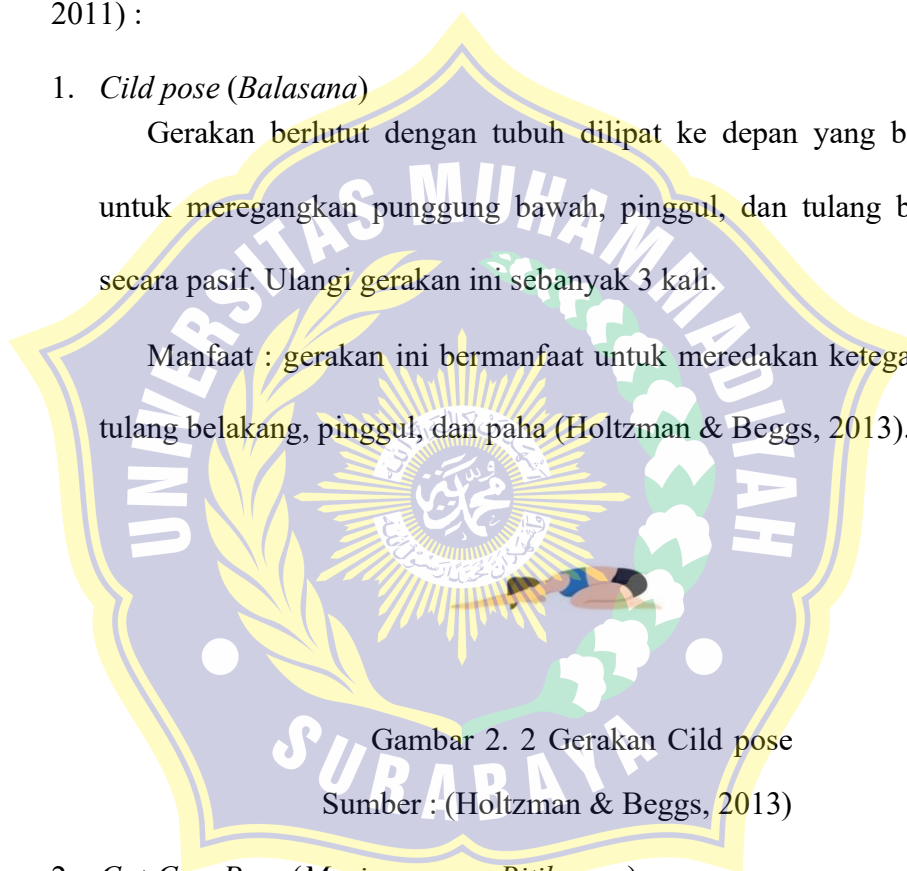 2011) :
1. Cild pose (Balasana)
Gerakan berlutut dengan tubuh dilipat ke depan yang
untuk meregangkan punggung bawah, pinggul, dan tulang
secara pasif. Ulangi gerakan ini sebanyak 3 kali.
Manfaat : gerakan ini bermanfaat untuk meredakan
tulang belakang, pinggul, dan paha (Holtzman & Beggs, 2013).
UNIVERSITAS MUHAMMADIYAH
SURABAYA
Gambar 2. 2 Gerakan Cild pose
Sumber : (Holtzman & Beggs, 2013)